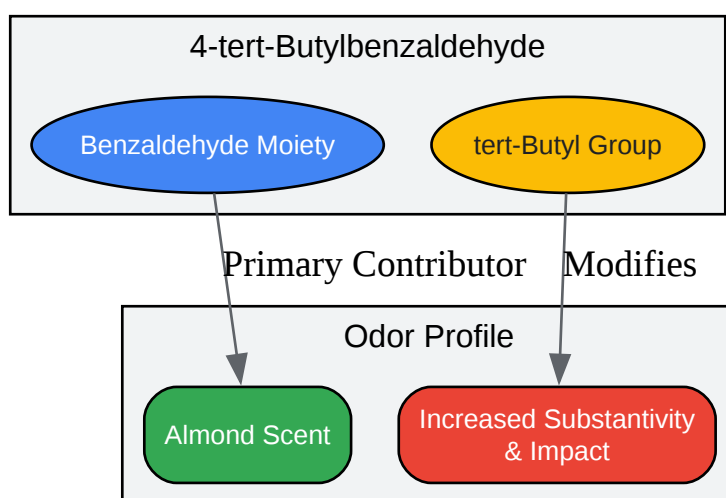 4-tert-Butylbenzaldehyde
Benzaldehyde Moiety
tert-Butyl Group
Primary Contributor
Modifies
Odor Profile
Almond Scent
Increased Substantivity
& Impact